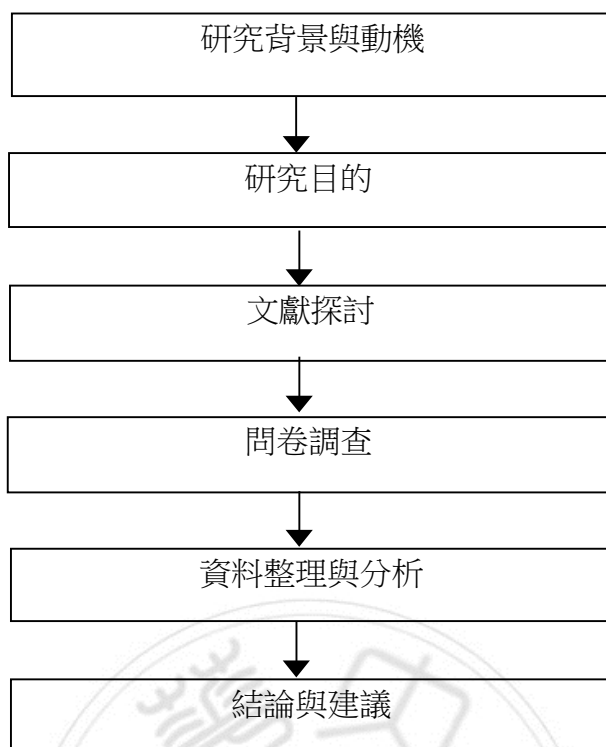 研究背景與動機
研究目的
文獻探討
問卷調查
資料整理與分析
結論與建議